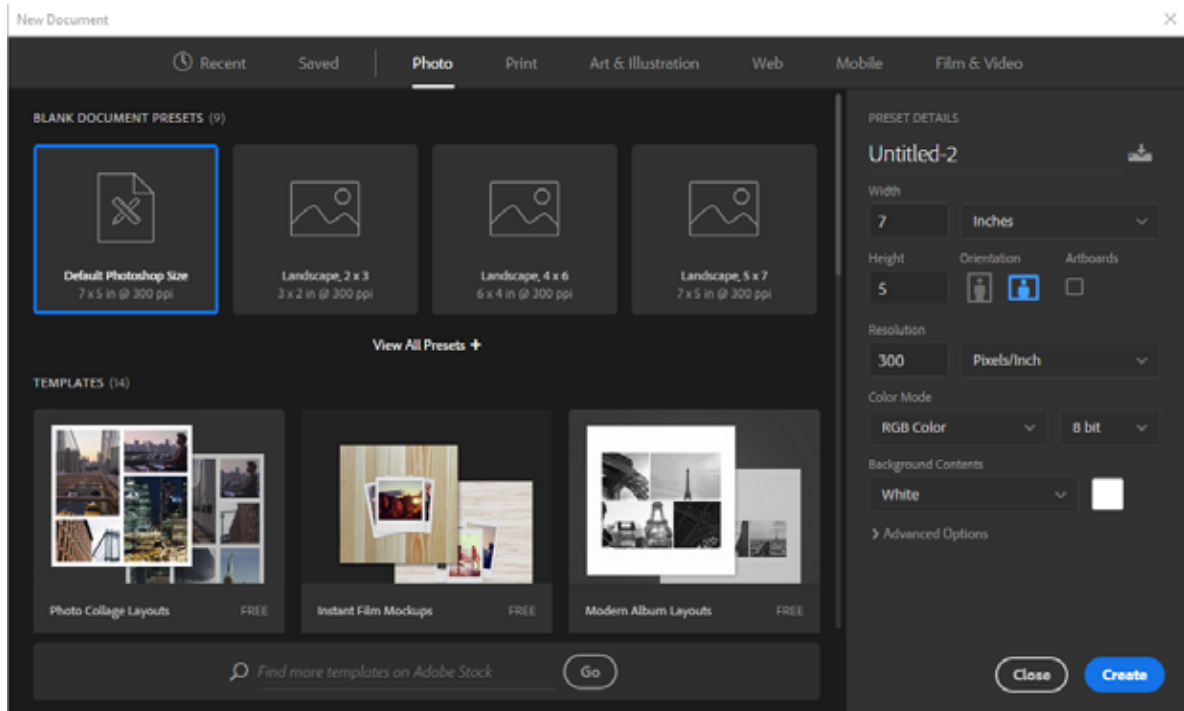 New Document
Recent Saved Photo Print Art & Illustration Web Mobile Film & Video
BLANK DOCUMENT PRESETS (9)
Default Photoshop Size
7 x 5 in @ 300 ppi
Landscape, 2 x 3
3 x 2 in @ 300 ppi
Landscape, 4 x 6
6 x 4 in @ 300 ppi
Landscape, 5 x 7
7 x 5 in @ 300 ppi
View All Presets +
TEMPLATES (14)
Photo Collage Layouts FREE
Instant Film Mockups FREE
Modern Album Layouts FREE
Find more templates on Adobe Stock
Go
PRESET DETAILS
Untitled-2
Width
7 Inches
Height Orientation Artboards
5
Resolution
300 Pixels/Inch
Color Mode
RGB Color 8 bit
Background Contents
White
Advanced Options
Close Create